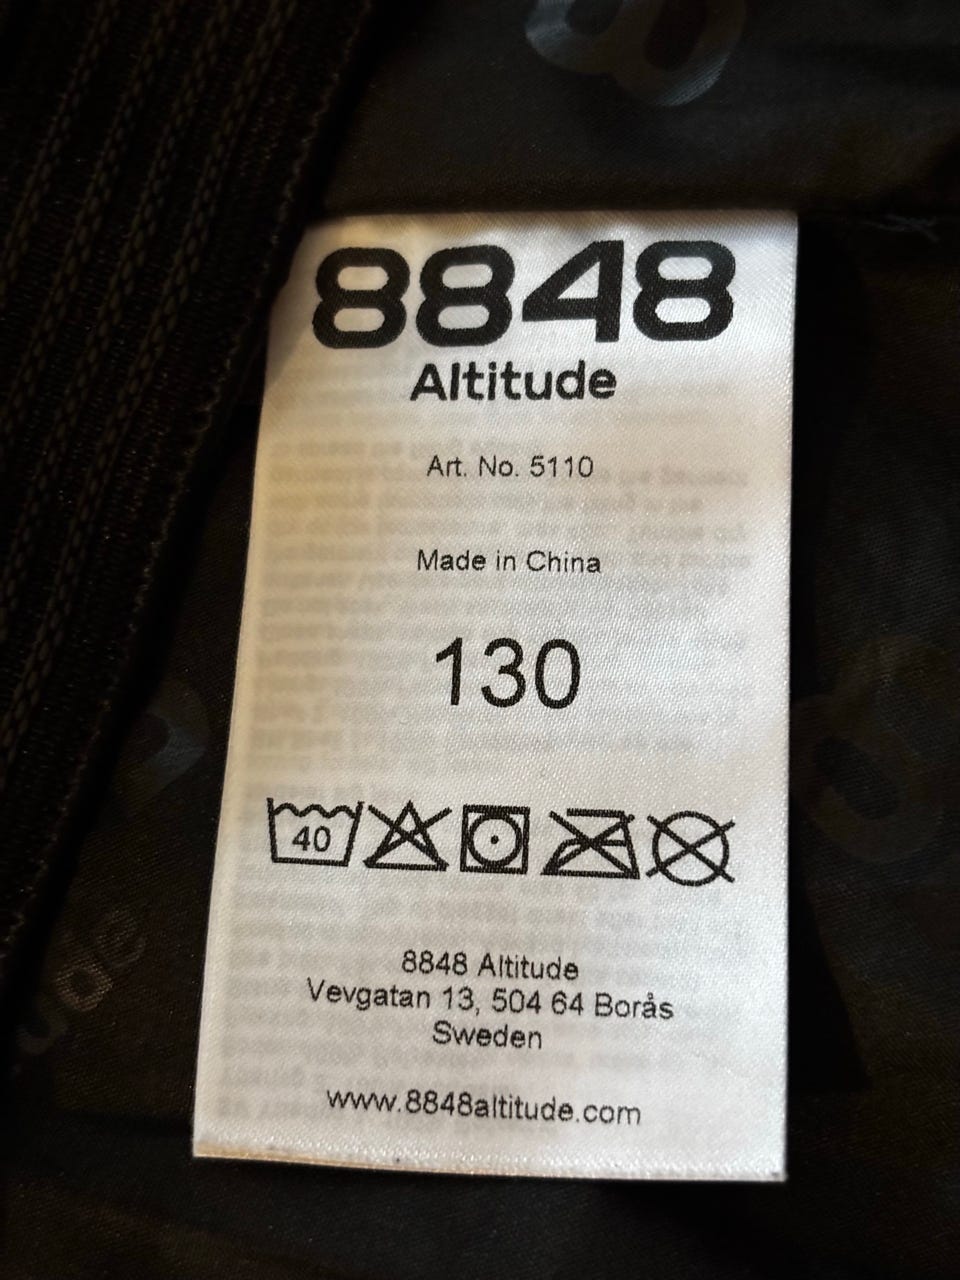 8848
Altitude
Art. No. 5110
Made in China
130
40
8848 Altitude
Vevgatan 13, 504 64 Borås
Sweden
www.8848altitude.com